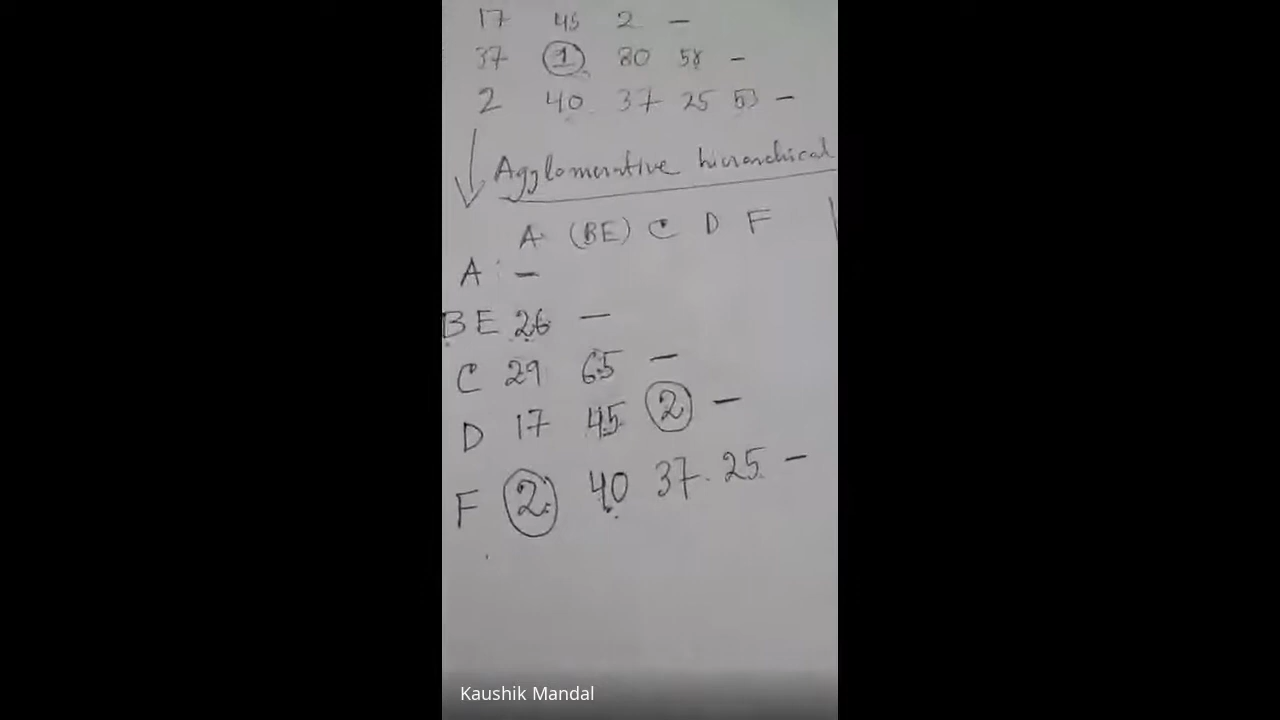 17 45 2 —
37 1 80 58 —
2 40 37 25 53 —
Agglomerative hierarchical
A (BE) C D F
A —
BE 26 —
C 29 65 —
D 17 45 2 —
F 2 40 37 25 —
Kaushik Mandal